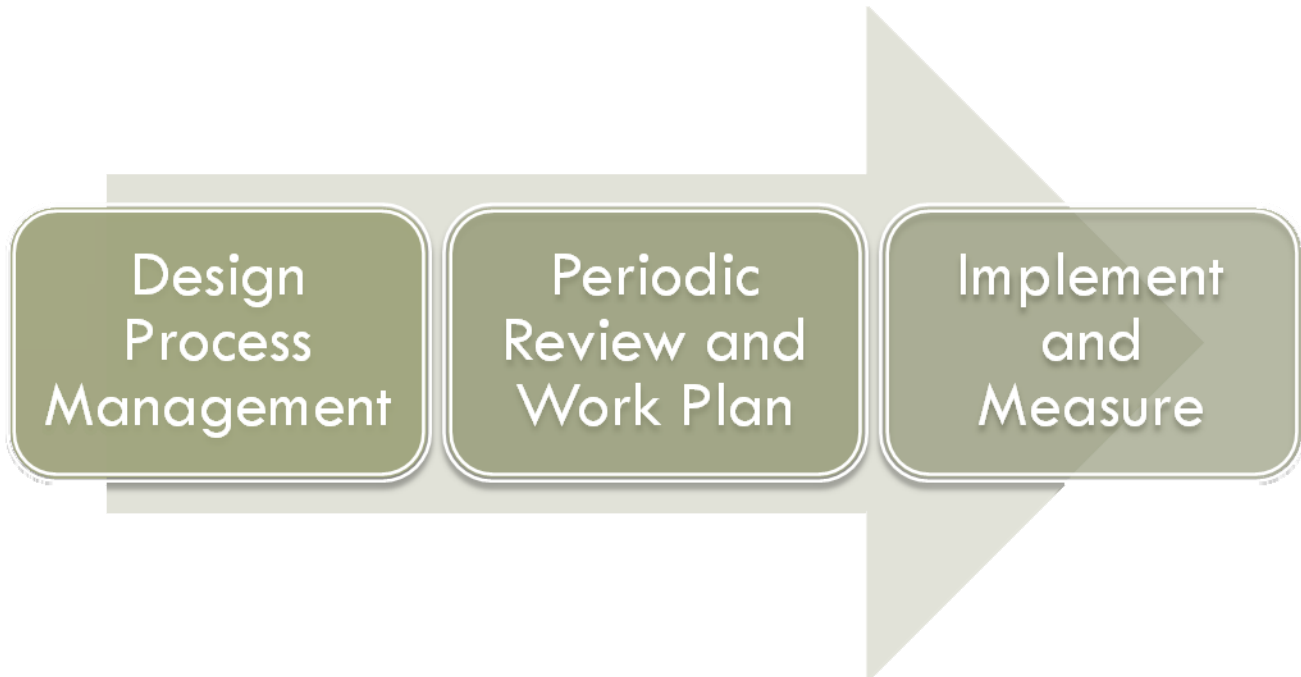 Design
Process
Management
Periodic
Review and
Work Plan
Implement
and
Measure